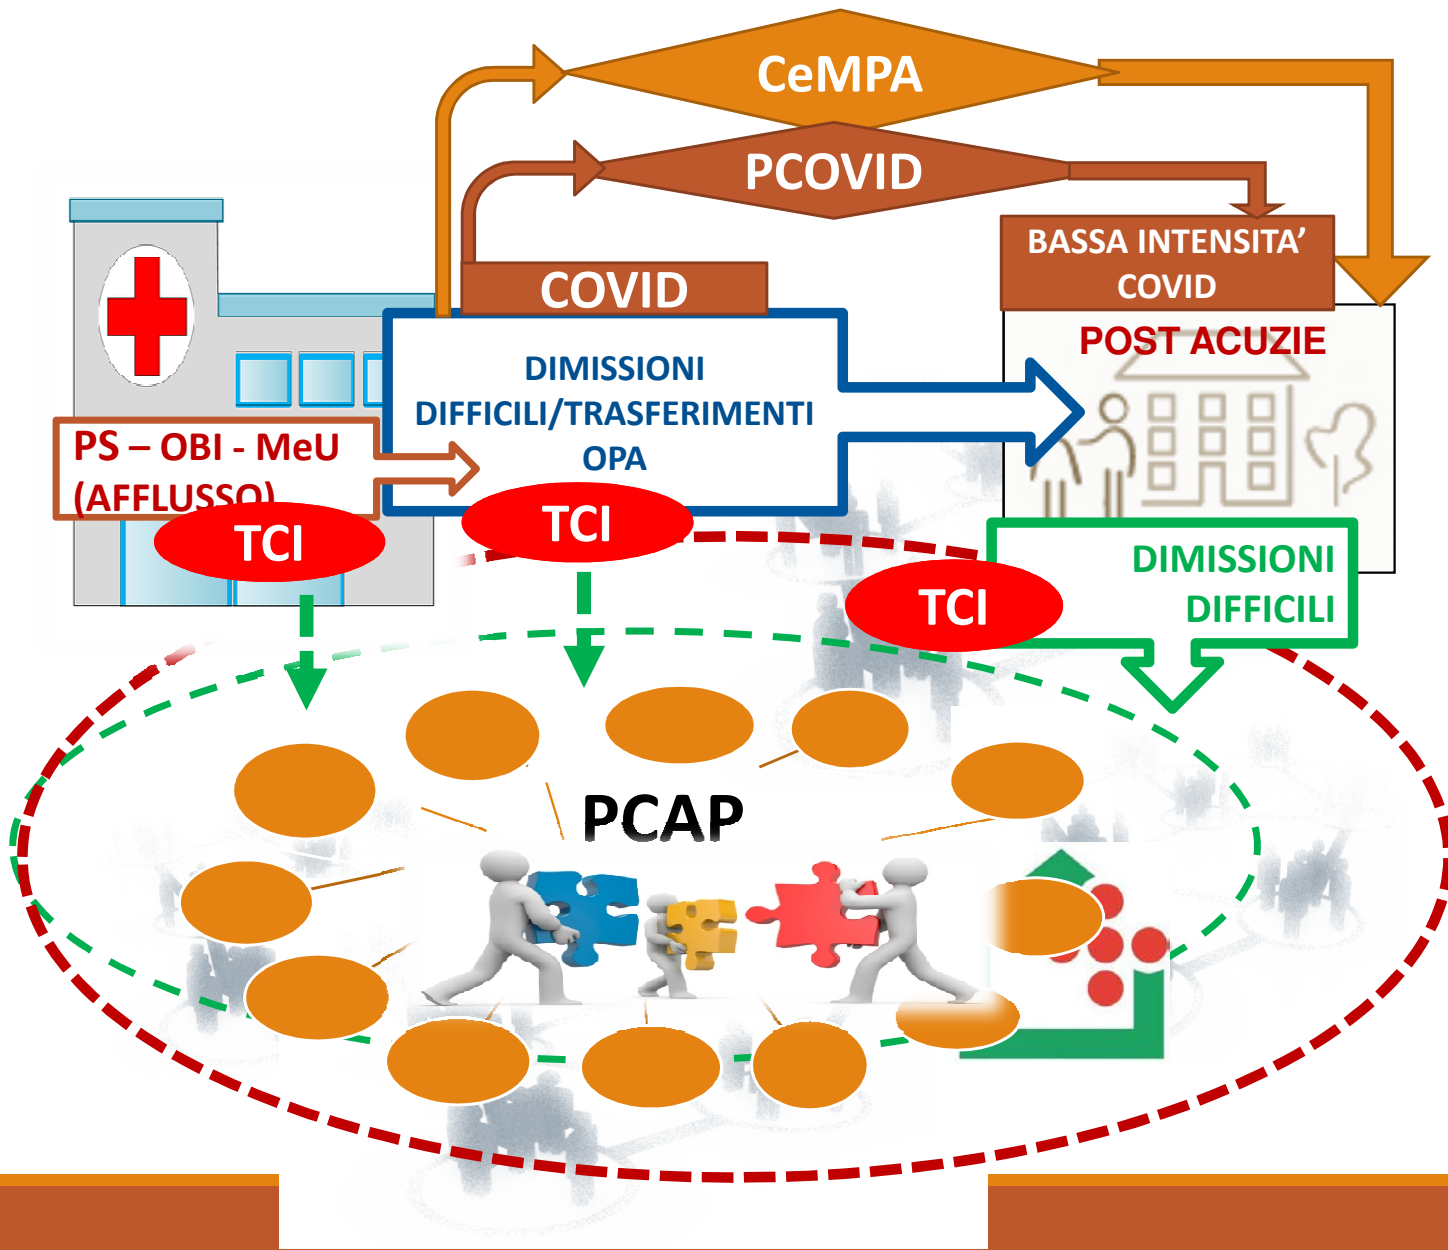 CeMPA
PCOVID
BASSA INTENSITA’
COVID
COVID
POST ACUZIE
DIMISSIONI
DIFFICILI/TRASFERIMENTI
OPA
PS – OBI - MeU
(AFFLUSSO)
TCI
TCI
TCI
DIMISSIONI
DIFFICILI
PCAP